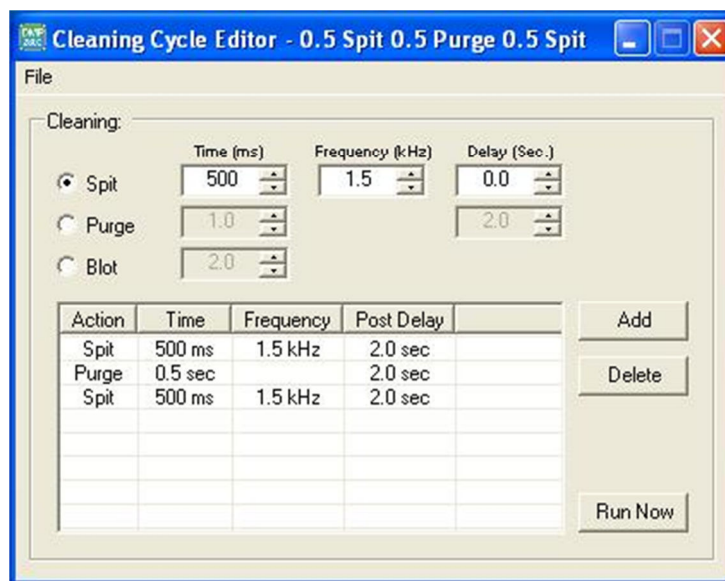 Cleaning Cycle Editor - 0.5 Spit 0.5 Purge 0.5 Spit
File
Cleaning:
Time (ms) Frequency (kHz) Delay (Sec.)
Spit 500 1.5 0.0
Purge 1.0 2.0
Blot 2.0
Action Time Frequency Post Delay
Spit 500 ms 1.5 kHz 2.0 sec
Purge 0.5 sec 2.0 sec
Spit 500 ms 1.5 kHz 2.0 sec
Add
Delete
Run Now